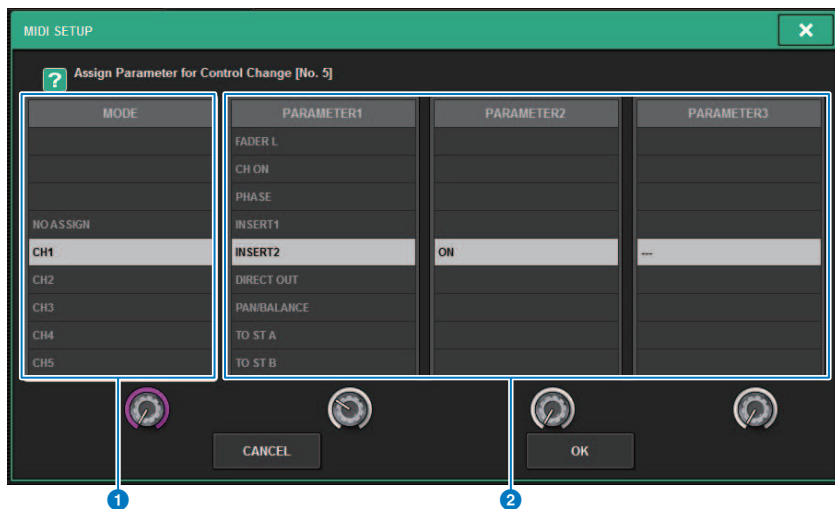 MIDI SETUP
×
? Assign Parameter for Control Change [No. 5]
MODE PARAMETER1 PARAMETER2 PARAMETER3
FADER L
CH ON
PHASE
NO ASSIGN INSERT1
CH1 INSERT2 ON ---
CH2 DIRECT OUT
CH3 PAN/BALANCE
CH4 TO ST A
CH5 TO ST B
CANCEL OK
1 2